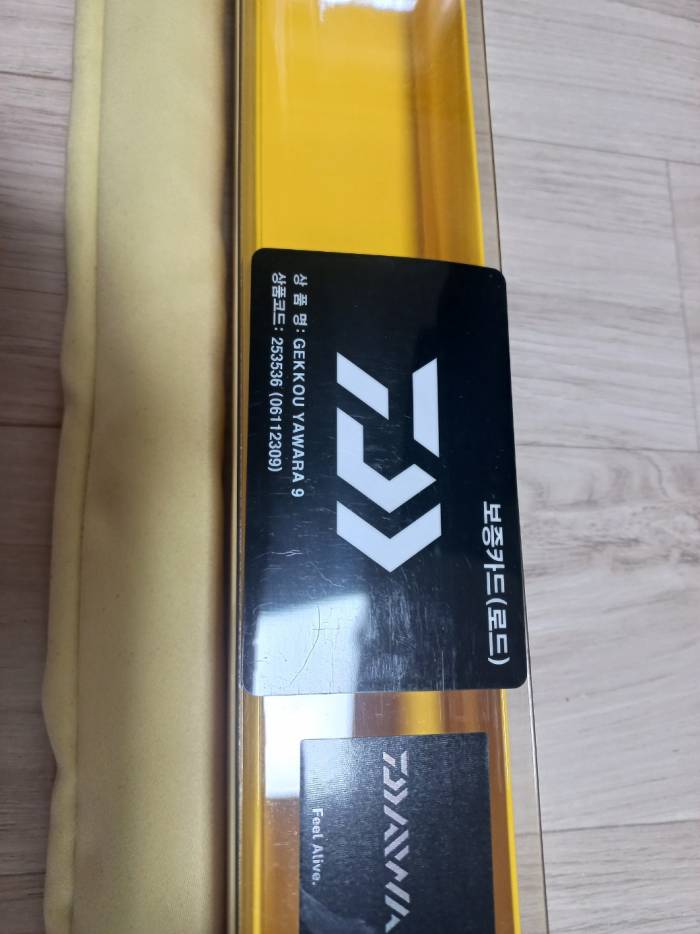 보증카드(로드)
상 품 명: GEKKOU YAWARA 9
상품코드: 253536 (06112309)
DAIWA
Feel Alive.